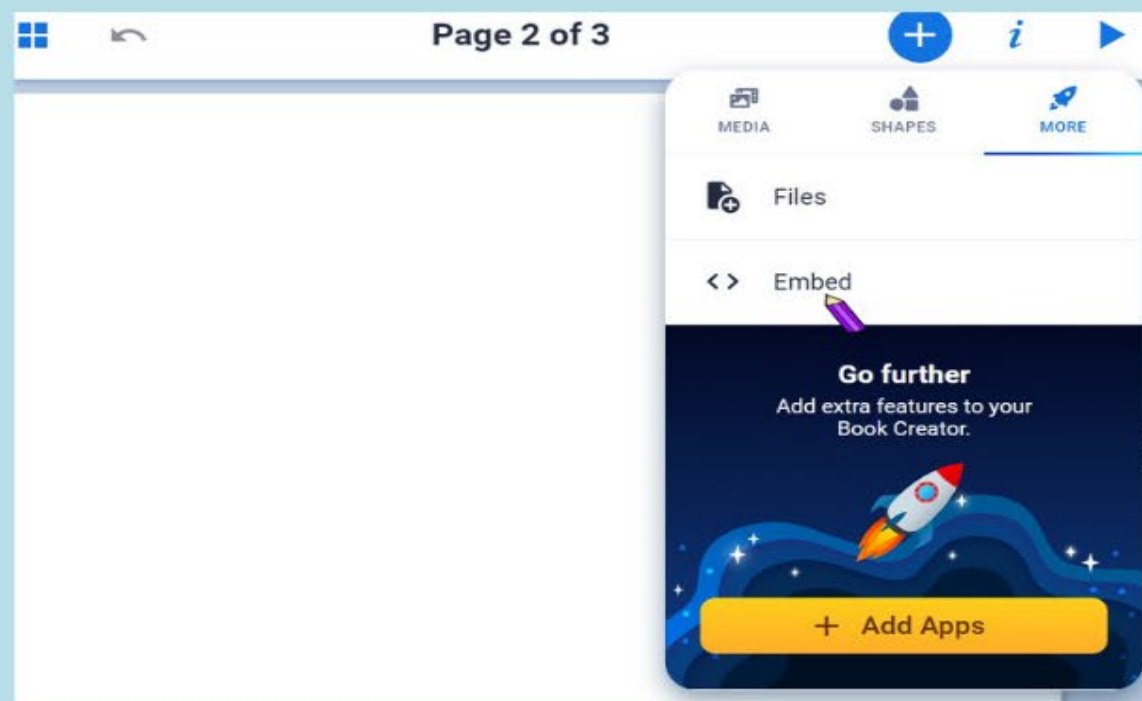 Page 2 of 3
i
MEDIA
SHAPES
MORE
Files
Embed
Go further
Add extra features to your
Book Creator.
+ Add Apps